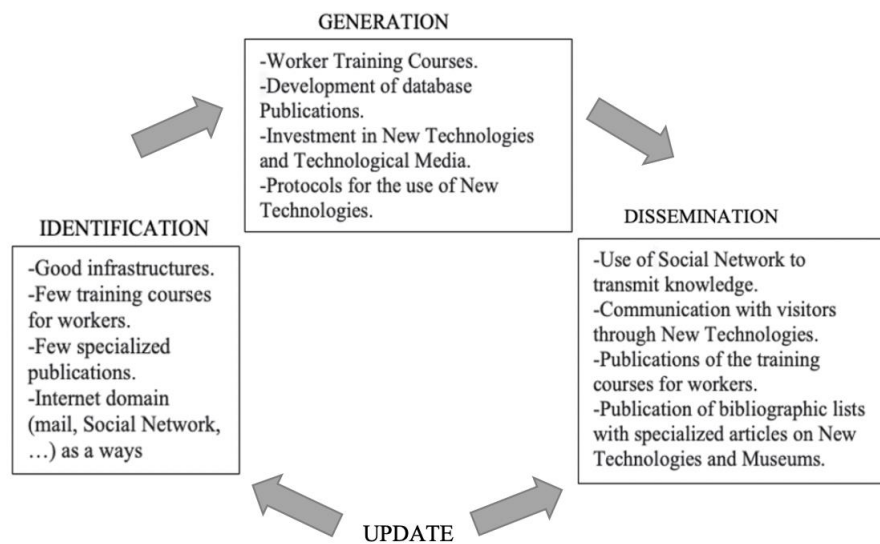 GENERATION
-Worker Training Courses.
-Development of database
Publications.
-Investment in New Technologies
and Technological Media.
-Protocols for the use of New
Technologies.
IDENTIFICATION
-Good infrastructures.
-Few training courses
for workers.
-Few specialized
publications.
-Internet domain
(mail, Social Network,
…) as a ways
DISSEMINATION
-Use of Social Network to
transmit knowledge.
-Communication with visitors
through New Technologies.
-Publications of the training
courses for workers.
-Publication of bibliographic lists
with specialized articles on New
Technologies and Museums.
UPDATE